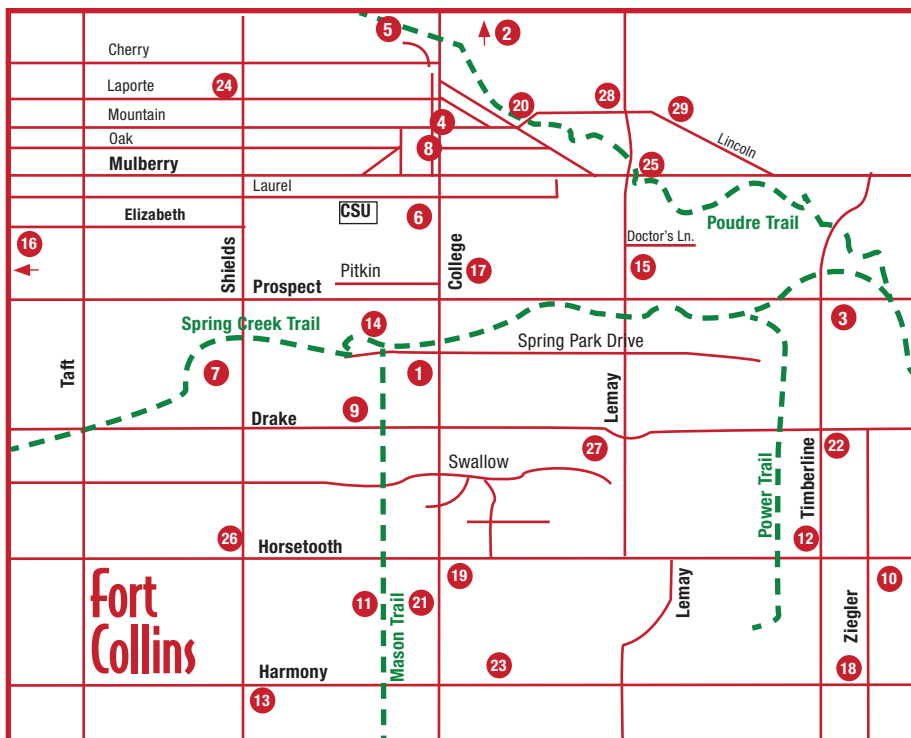 5
2
Cherry
Laporte
24
28
20
29
Mountain
4
Oak
8
Lincoln
Mulberry
25
Laurel
Elizabeth
CSU
6
Poudre Trail
16
Doctor's Ln.
Shields
College
Pitkin
17
15
Prospect
3
Spring Creek Trail
14
Spring Park Drive
Taft
7
1
Lemay
9
Drake
22
27
Swallow
Power Trail
Timberline
26
12
Horsetooth
19
10
Fort
Collins
11
Mason Trail
21
Lemay
Ziegler
Harmony
23
18
13